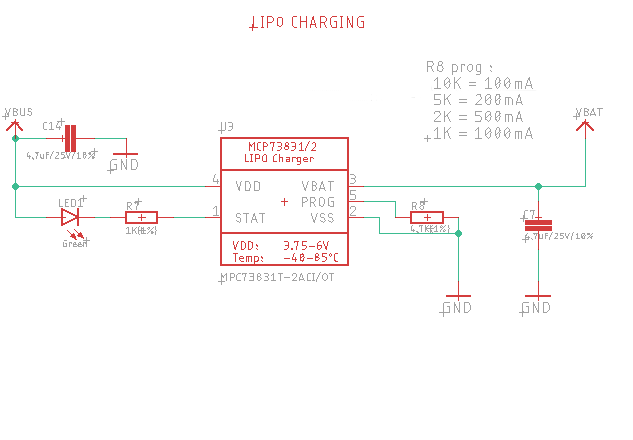 LIPO CHARGING
R8 prog :
10K = 100mA
5K = 200mA
2K = 500mA
1K = 1000mA
VBUS
VBAT
C14
4.7uF/25V/10%
GND
U3
MCP73831/2
LIPO Charger
4 VDD VBAT 3
PROG 5
1 STAT VSS 2
VDD: 3.75-6V
Temp: -40-85°C
MPC73831T-2ACI/OT
LED1
Green
R7
1K(1%)
R8
4.7K(1%)
C7
4.7uF/25V/10%
GND
GND